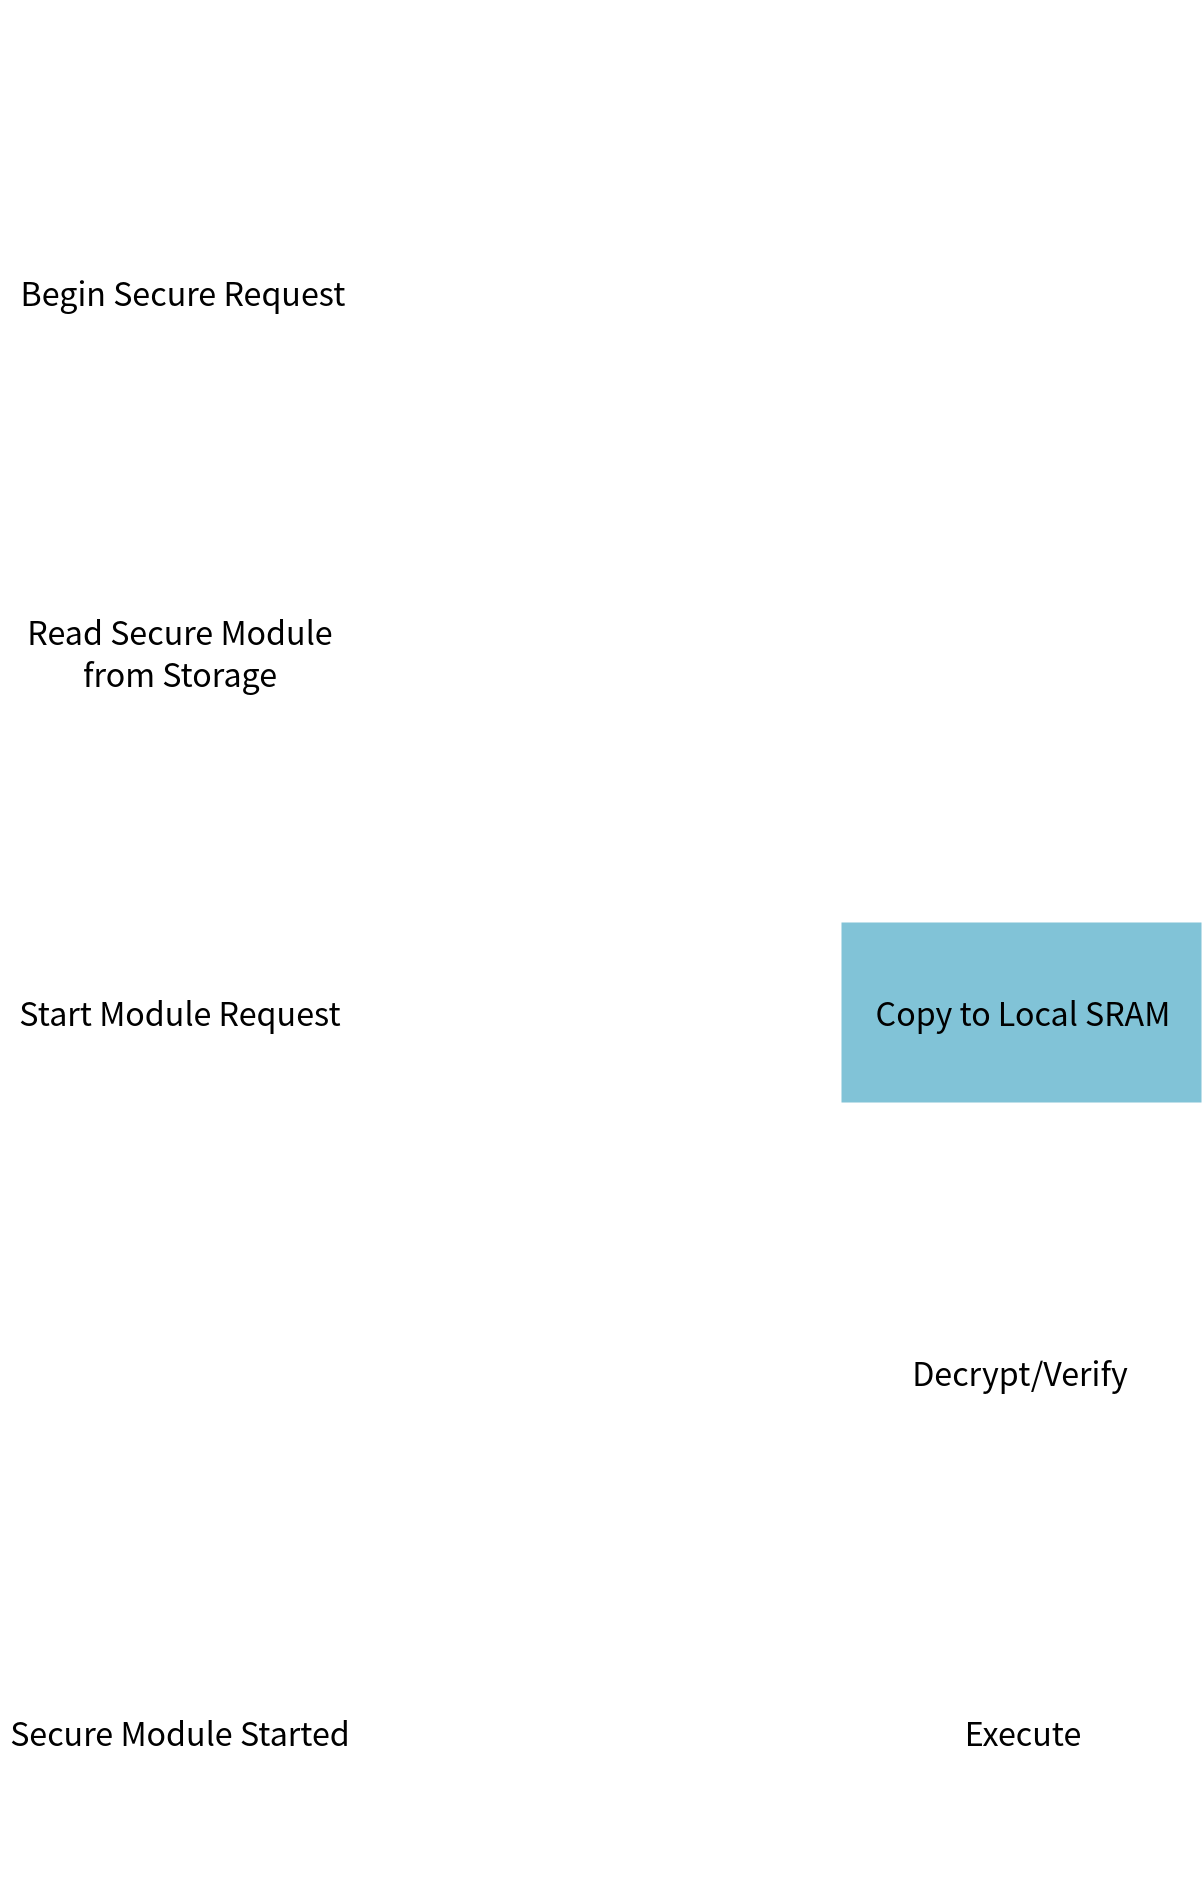 Begin Secure Request
Read Secure Module
from Storage
Start Module Request
Copy to Local SRAM
Decrypt/Verify
Secure Module Started
Execute